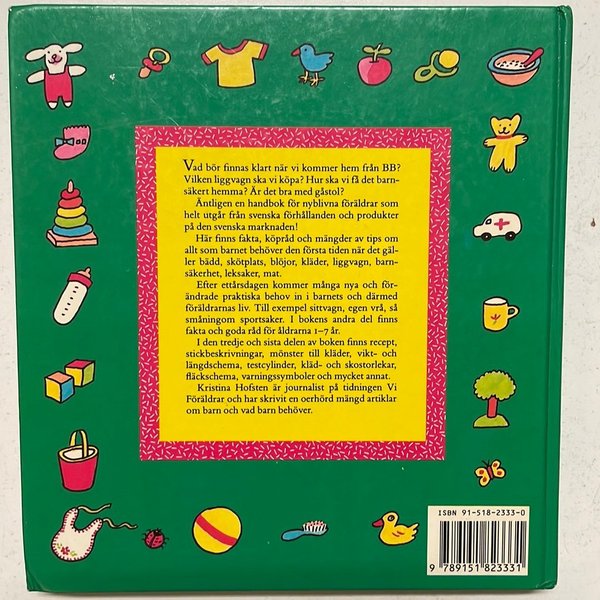 Vad bör finnas klart när vi kommer hem från BB?
Vilken liggvagn ska vi köpa? Hur ska vi få det barn-
säkert hemma? Är det bra med gåstol?
Äntligen en handbok för nyblivna föräldrar som
helt utgår från svenska förhållanden och produkter
på den svenska marknaden!
Här finns fakta, köpråd och mängder av tips om
allt som barnet behöver den första tiden när det gäl-
ler bädd, skötplats, blöjor, kläder, liggvagn, barn-
säkerhet, leksaker, mat.
Efter ettårsdagen kommer många nya och för-
ändrade praktiska behov in i barnets och därmed
föräldrarnas liv. Till exempel sittvagn, egen vrå, så
småningom sportsaker. I bokens andra del finns
fakta och goda råd för åldrarna 1–7 år.
I den tredje och sista delen av boken finns recept,
stickbeskrivningar, mönster till kläder, vikt- och
längdschema, testcylinder, kläd- och skostorlekar,
fläckschema, varningssymboler och mycket annat.
Kristina Hofsten är journalist på tidningen Vi
Föräldrar och har skrivit en oerhörd mängd artiklar
om barn och vad barn behöver.
ISBN 91-518-2333-0
9 789151 823331